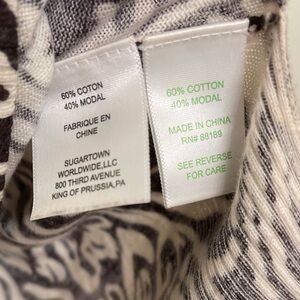 60% COTON
40% MODAL
FABRIQUE EN
CHINE
SUGARTOWN
WORLDWIDE,LLC
800 THIRD AVENUE
KING OF PRUSSIA,PA
60% COTTON
40% MODAL
MADE IN CHINA
RN# 88189
SEE REVERSE
FOR CARE